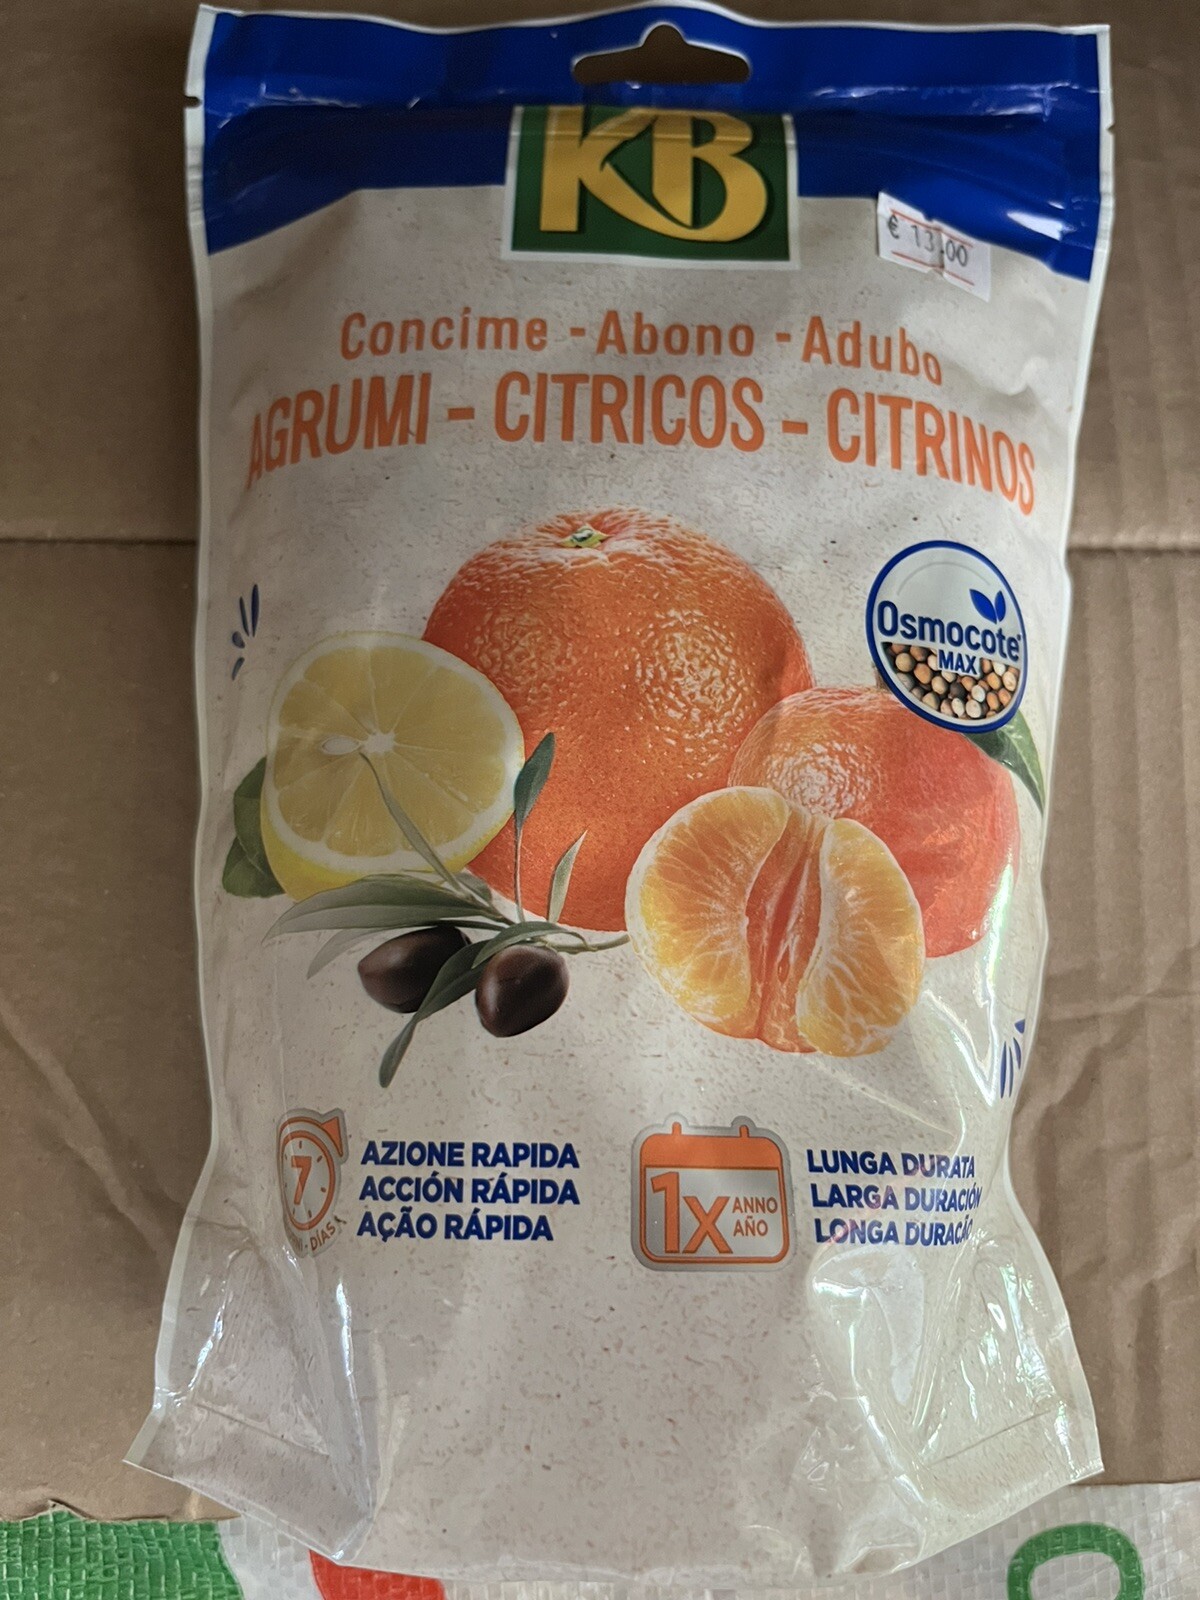 KB
€ 13,00
Concime - Abono - Adubo
AGRUMI - CITRICOS - CITRINOS
Osmocote®
MAX
7
DÍAS
AZIONE RAPIDA
ACCIÓN RÁPIDA
AÇÃO RÁPIDA
1x ANNO
AÑO
LUNGA DURATA
LARGA DURACIÓN
LONGA DURAÇÃO